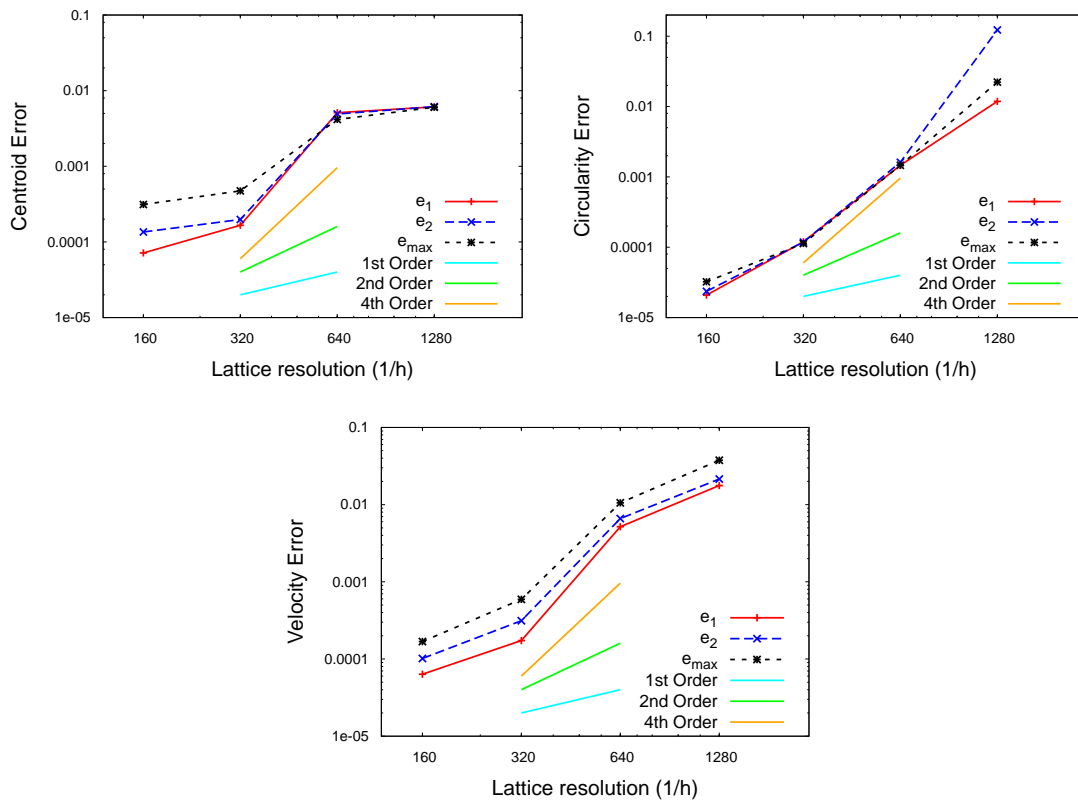 0.1
0.01
0.001
0.0001
1e-05
Centroid Error
160
320
640
1280
Lattice resolution (1/h)
e1
e2
emax
1st Order
2nd Order
4th Order
0.1
0.01
0.001
0.0001
1e-05
Circularity Error
160
320
640
1280
Lattice resolution (1/h)
e1
e2
emax
1st Order
2nd Order
4th Order
0.1
0.01
0.001
0.0001
1e-05
Velocity Error
160
320
640
1280
Lattice resolution (1/h)
e1
e2
emax
1st Order
2nd Order
4th Order